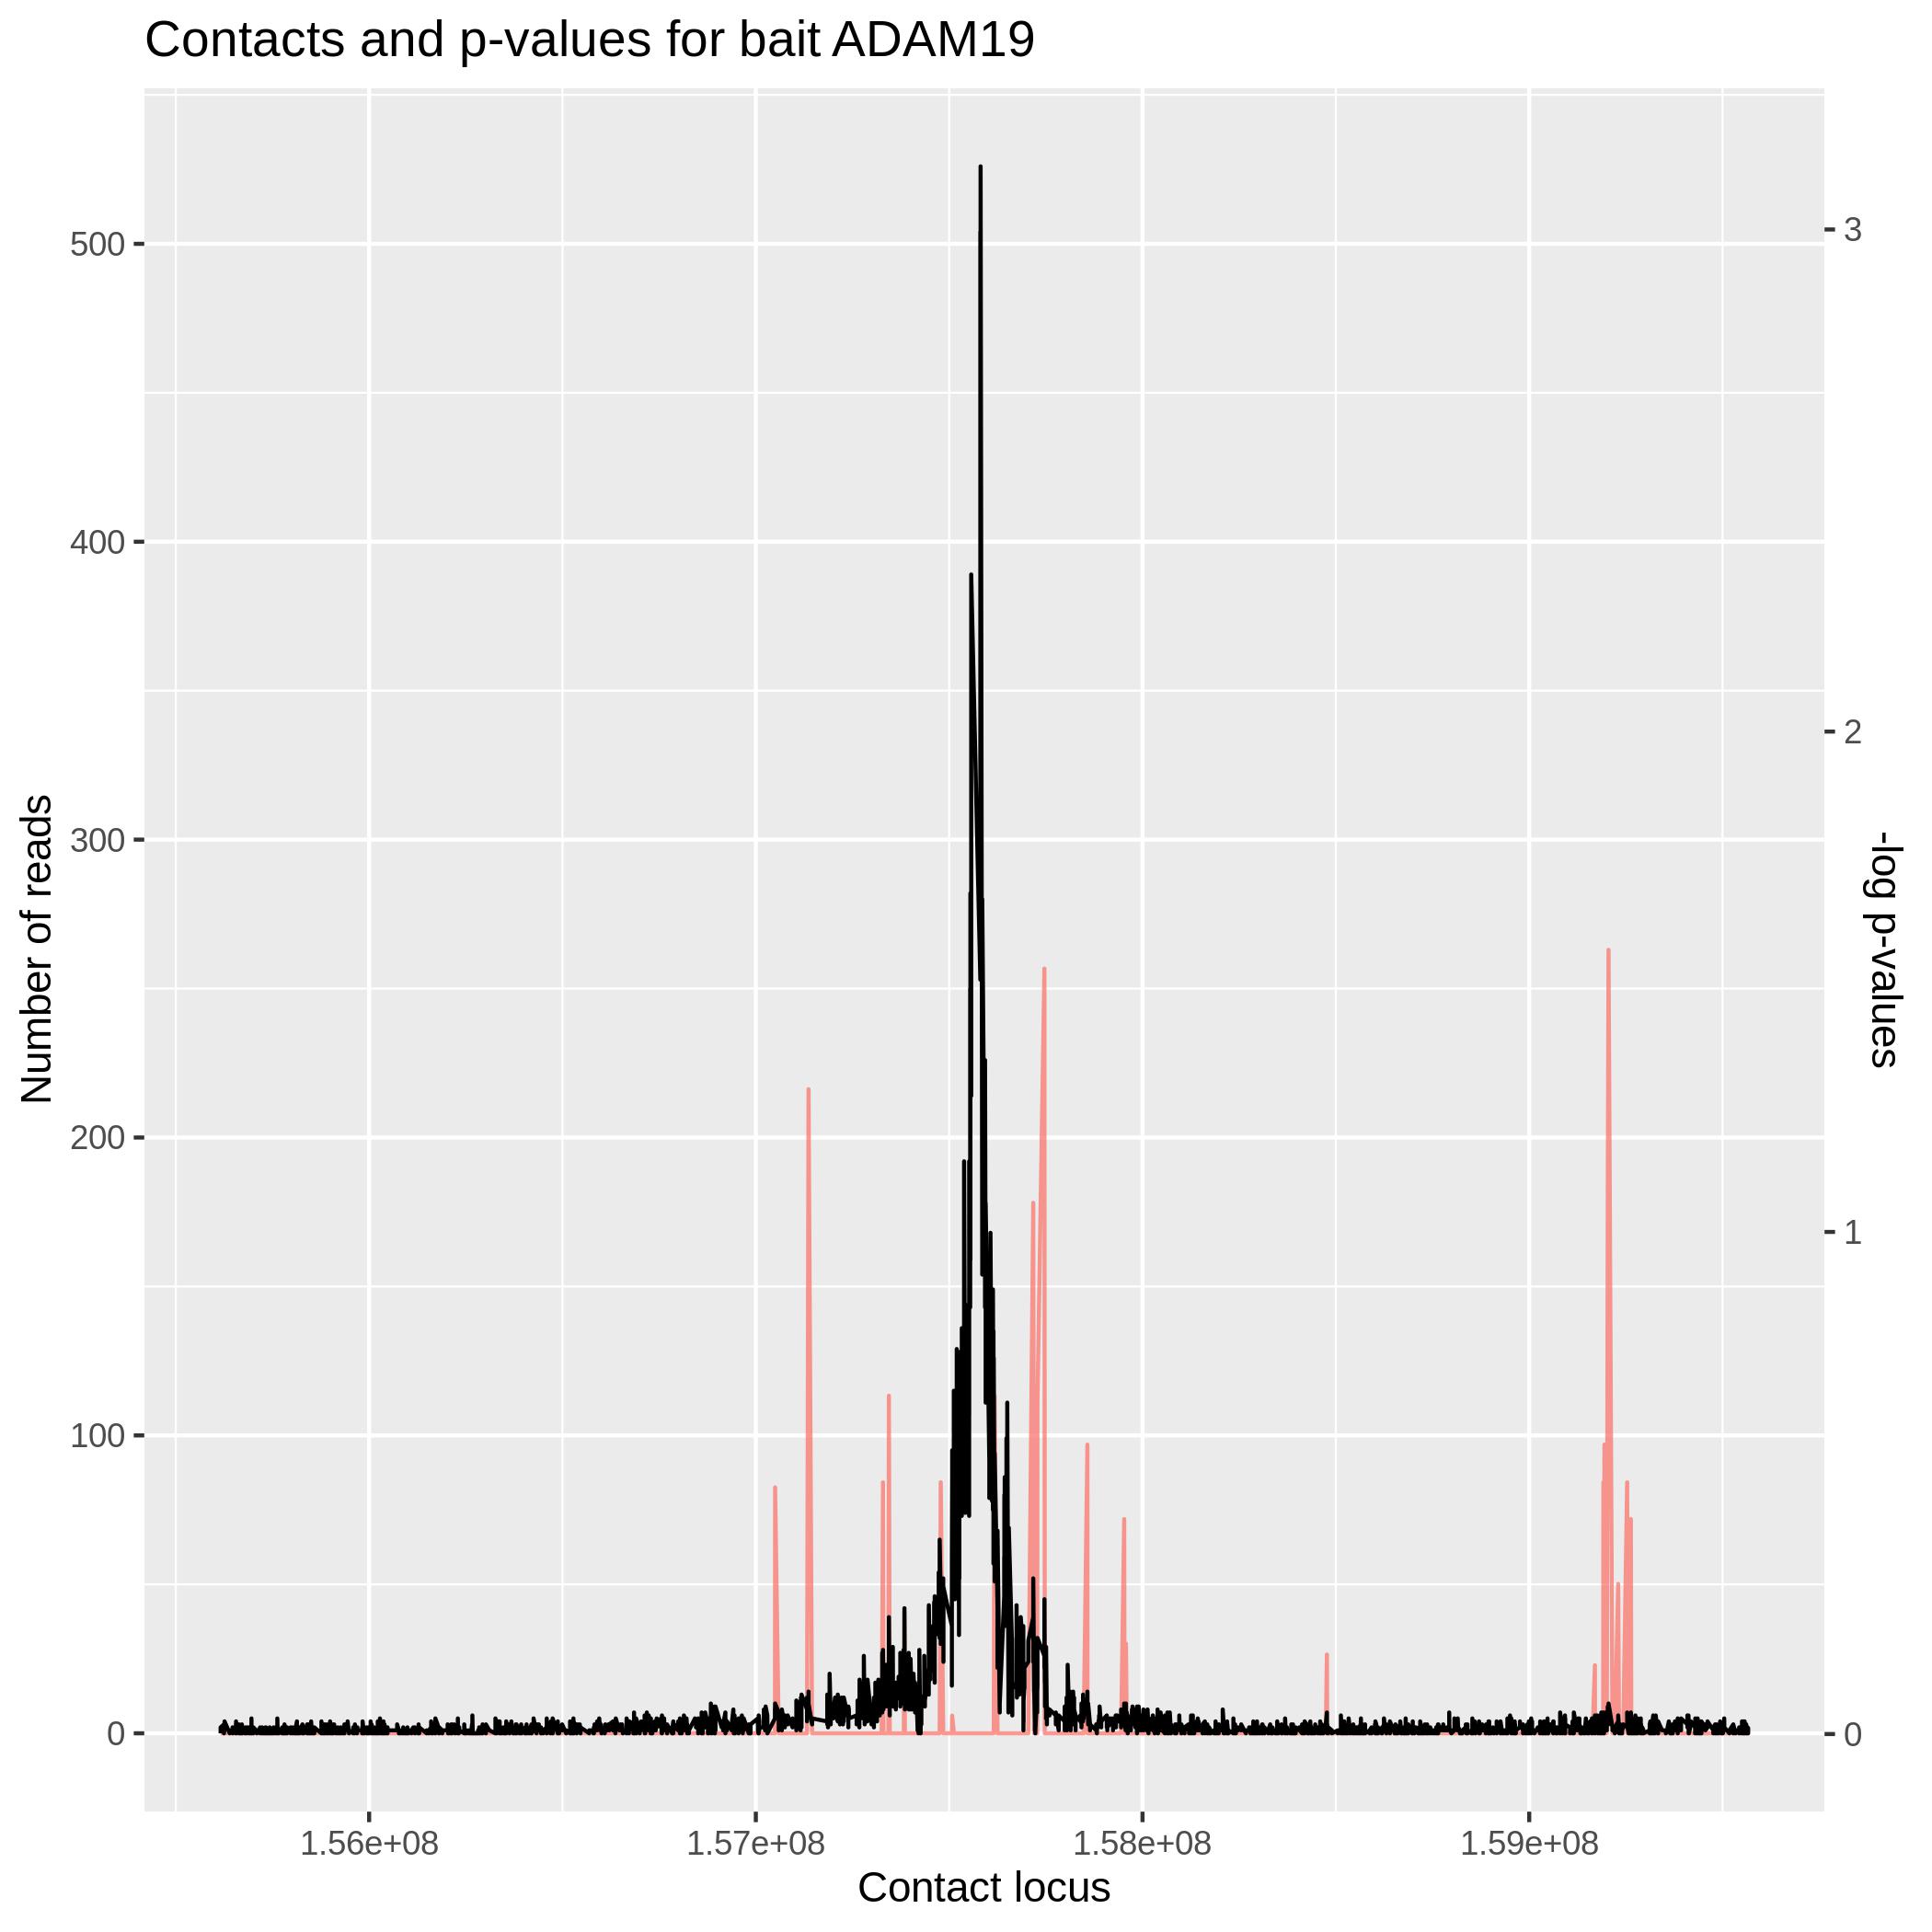 Contacts and p-values for bait ADAM19
500
400
300
200
100
0
Number of reads
3
2
1
0
-log p-values
1.56e+08
1.57e+08
1.58e+08
1.59e+08
Contact locus